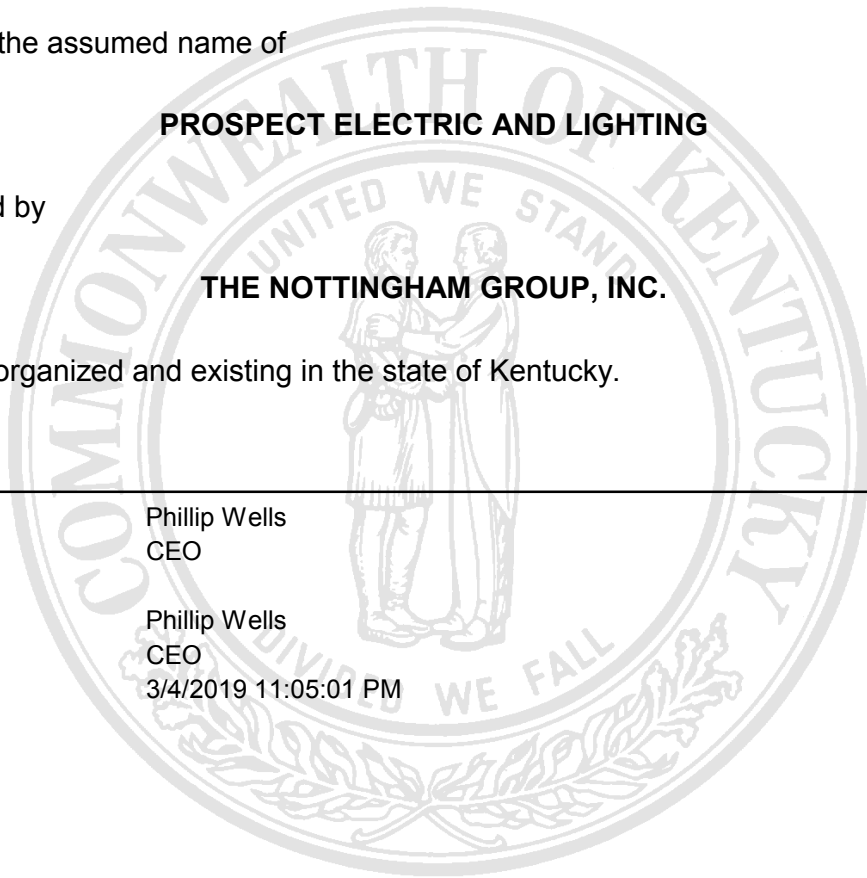 the assumed name of
PROSPECT ELECTRIC AND LIGHTING
d by
THE NOTTINGHAM GROUP, INC.
organized and existing in the state of Kentucky.
Phillip Wells
CEO
Phillip Wells
CEO
3/4/2019 11:05:01 PM
COMMONWEALTH OF KENTUCKY
UNITED WE STAND
DIVIDED WE FALL